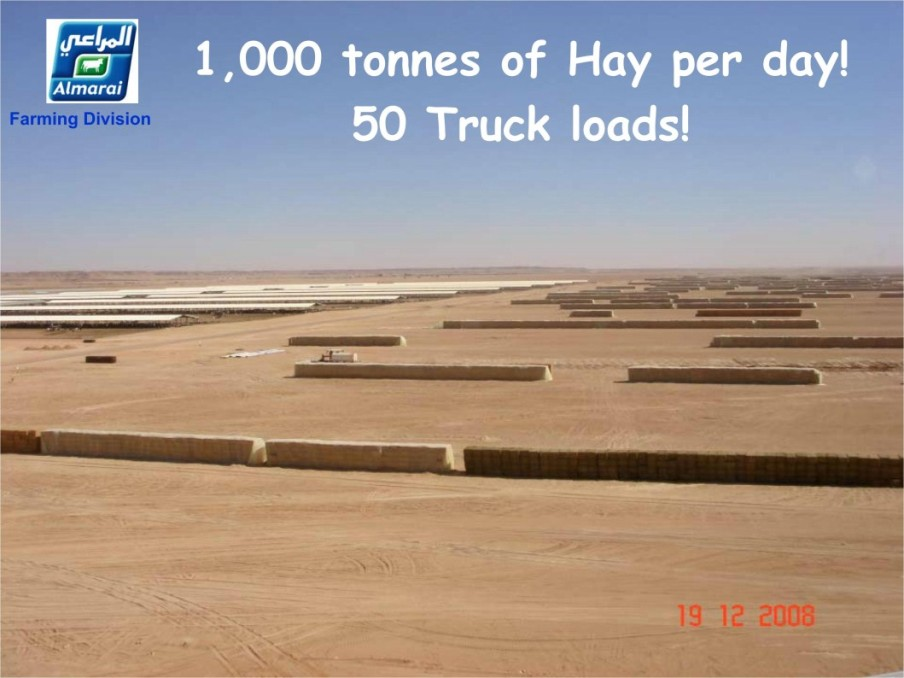 المراعي
Almarai
Farming Division
1,000 tonnes of Hay per day!
50 Truck loads!
19 12 2008